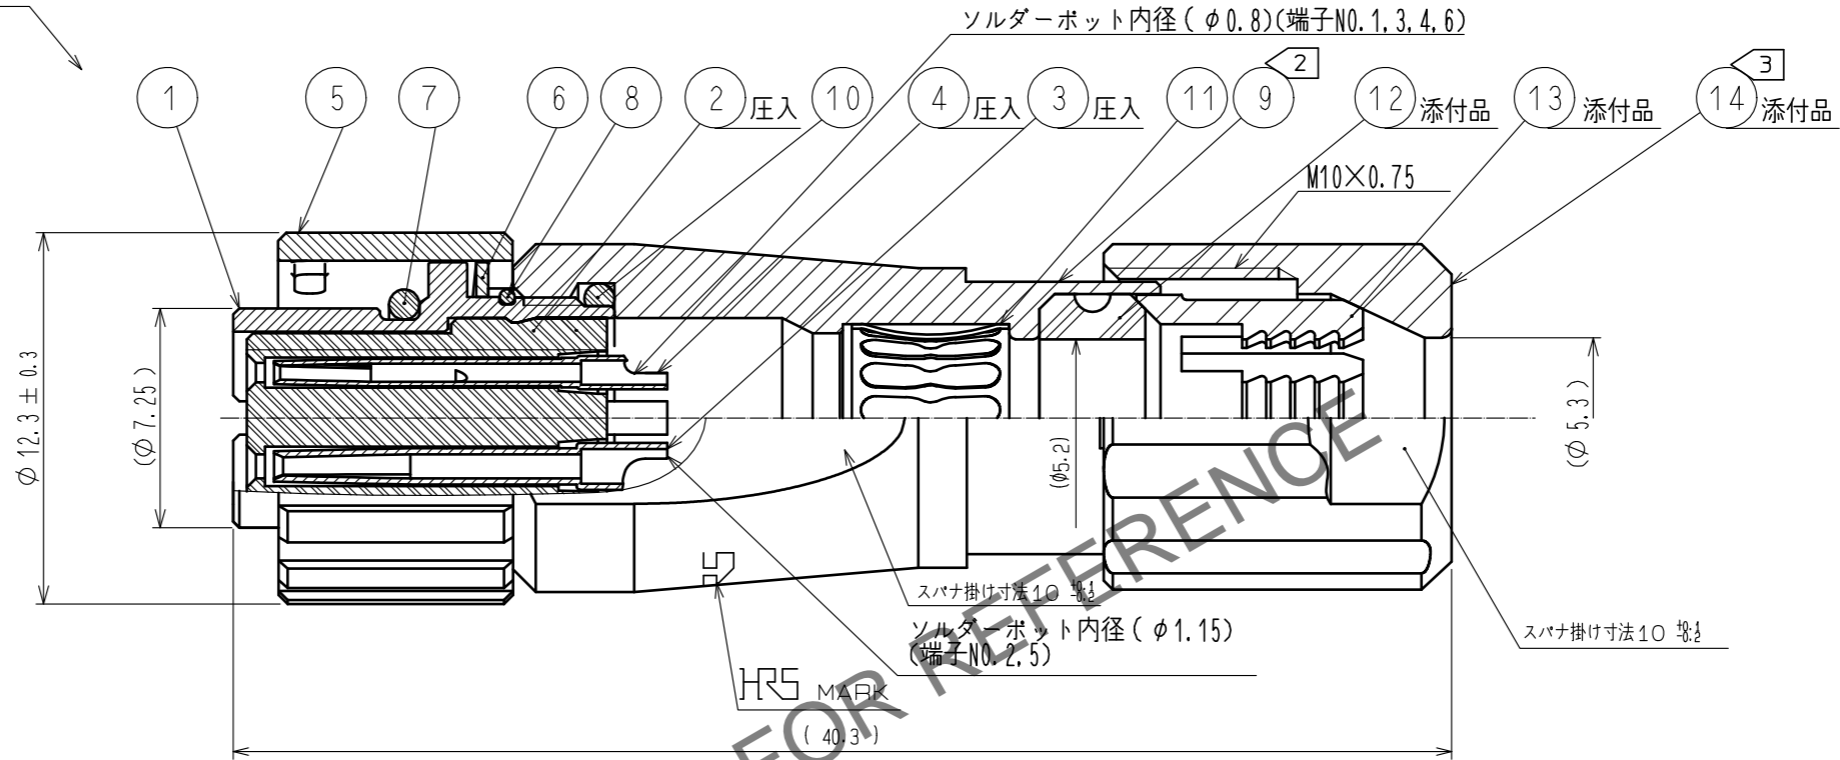 ソルダーポット内径(φ0.8)(端子NO.1,3,4,6)
2
3
1
5
7
6
8
2 圧入
10
4 圧入
3 圧入
11
9
12 添付品
13 添付品
14 添付品
M10×0.75
φ12.3±0.3
(φ7.25)
(φ5.2)
(φ5.3)
スパナ掛け寸法10
ソルダーポット内径(φ1.15)
(端子NO.2,5)
スパナ掛け寸法10
HRS MARK
(40.3)
FOR REFERENCE